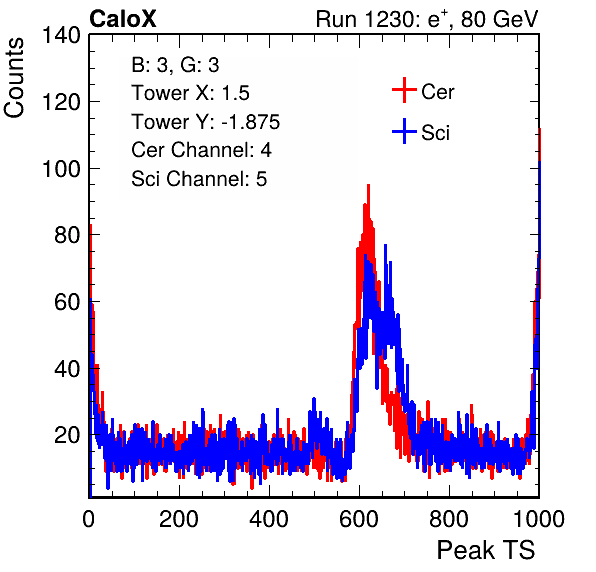 CaloX Run 1230: e+, 80 GeV
B: 3, G: 3
Tower X: 1.5
Tower Y: -1.875
Cer Channel: 4
Sci Channel: 5
Cer
Sci
Counts
140
120
100
80
60
40
20
0 200 400 600 800 1000
Peak TS